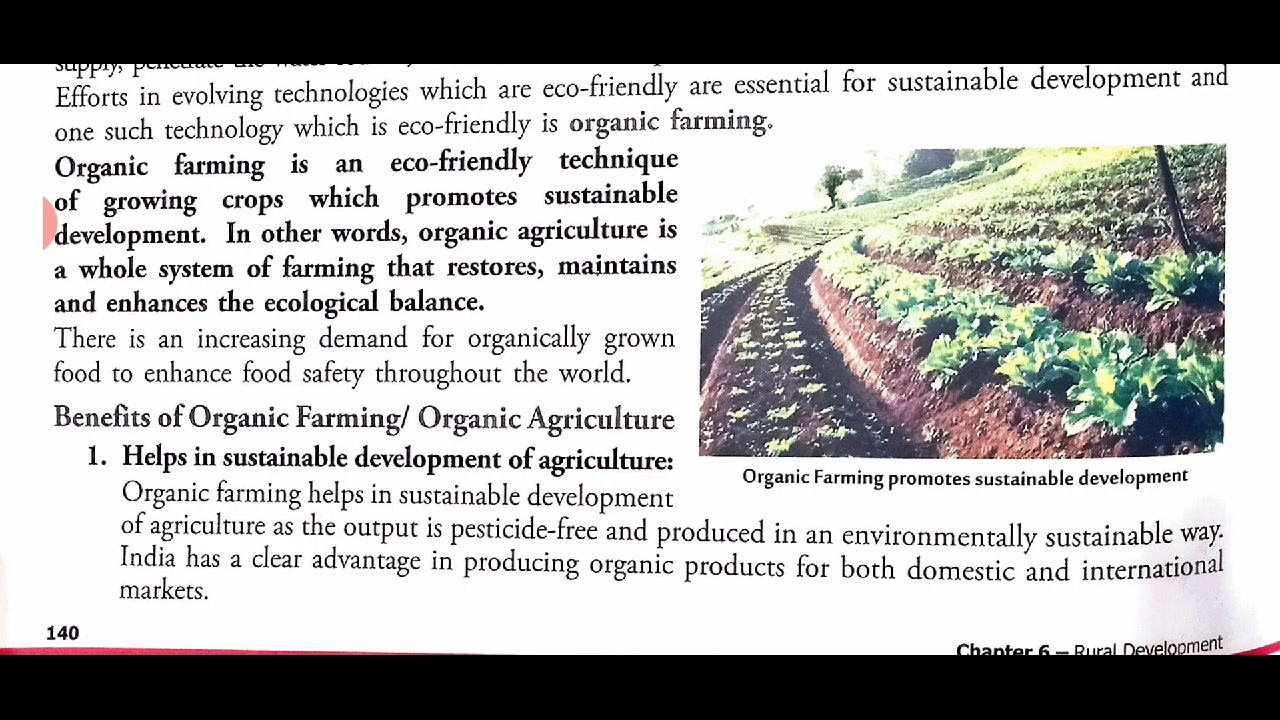 supply, penetrate the water
Efforts in evolving technologies which are eco-friendly are essential for sustainable development and
one such technology which is eco-friendly is organic farming.
Organic farming is an eco-friendly technique
of growing crops which promotes sustainable
development. In other words, organic agriculture is
a whole system of farming that restores, maintains
and enhances the ecological balance.
There is an increasing demand for organically grown
food to enhance food safety throughout the world.
Benefits of Organic Farming/ Organic Agriculture
1. Helps in sustainable development of agriculture:
Organic farming helps in sustainable development
of agriculture as the output is pesticide-free and produced in an environmentally sustainable way.
India has a clear advantage in producing organic products for both domestic and international
markets.
Organic Farming promotes sustainable development
140
Chapter 6 – Rural Development